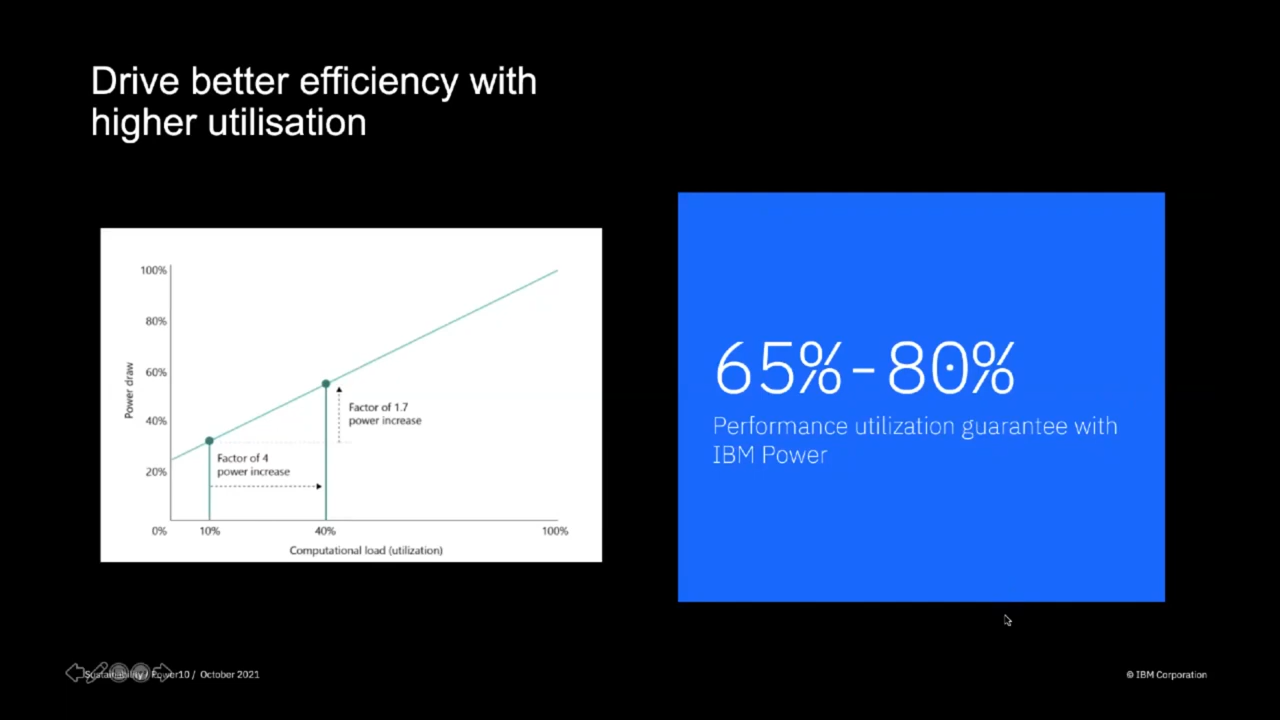 Drive better efficiency with
higher utilisation
100%
80%
60%
40%
20%
0%
10%
40%
100%
Power draw
Computational load (utilization)
Factor of 1.7
power increase
Factor of 4
power increase
65%-80%
Performance utilization guarantee with
IBM Power
Sustainability / Power10 / October 2021
© IBM Corporation